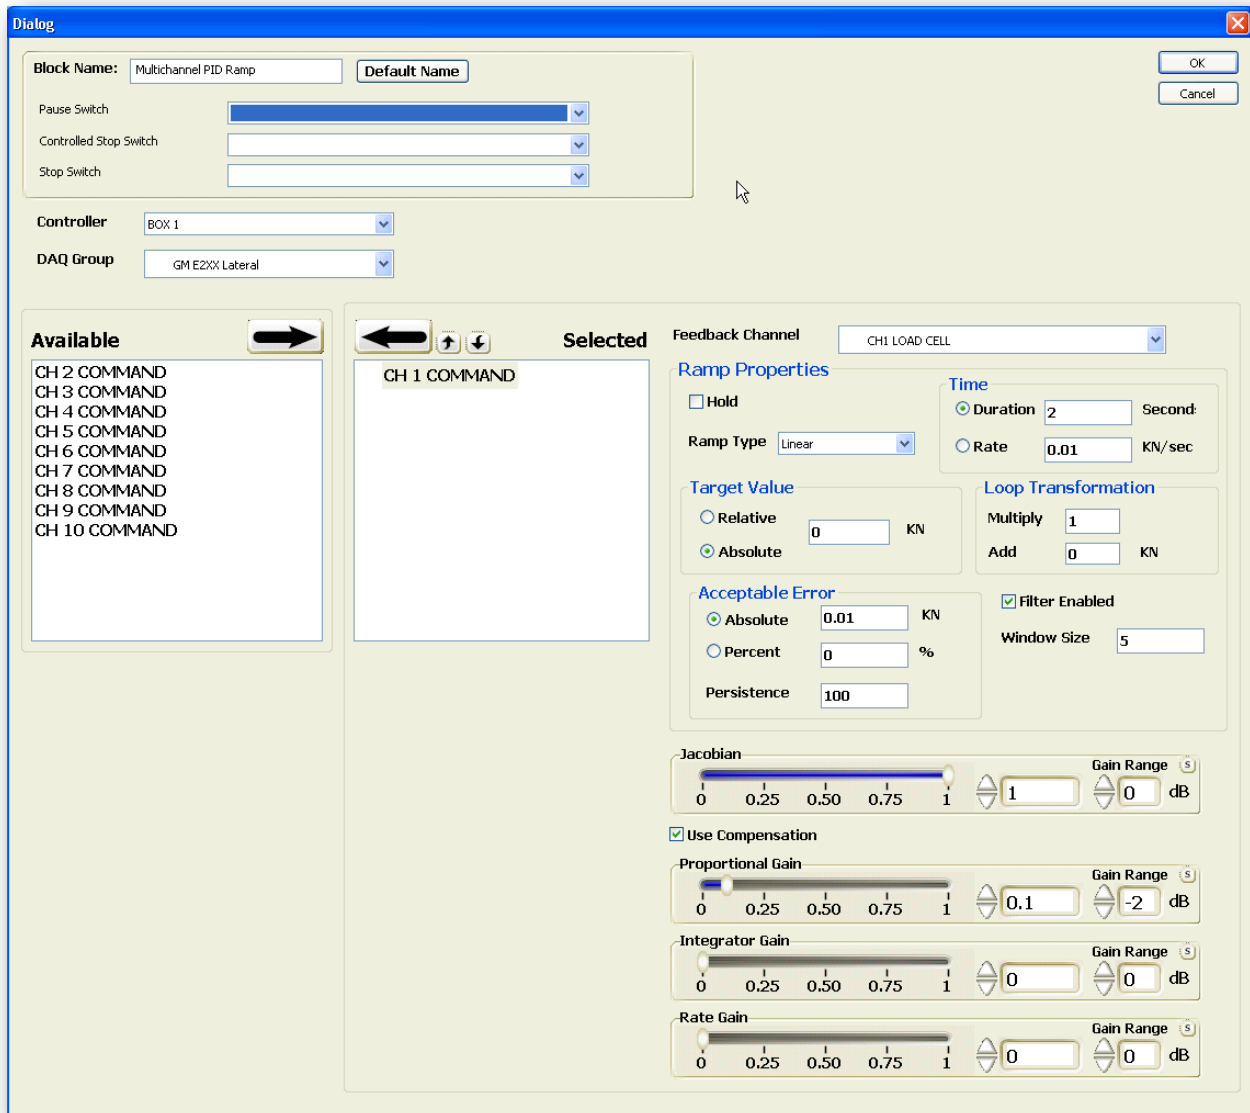 Dialog
Block Name: Multichannel PID Ramp Default Name
OK
Cancel
Pause Switch
Controlled Stop Switch
Stop Switch
Controller BOX 1
DAQ Group GM E2XX Lateral
Available
CH 2 COMMAND
CH 3 COMMAND
CH 4 COMMAND
CH 5 COMMAND
CH 6 COMMAND
CH 7 COMMAND
CH 8 COMMAND
CH 9 COMMAND
CH 10 COMMAND
Selected
CH 1 COMMAND
Feedback Channel CH1 LOAD CELL
Ramp Properties
Hold
Ramp Type Linear
Time
Duration 2 Second:
Rate 0.01 KN/sec
Target Value
Relative
0 KN
Absolute
Loop Transformation
Multiply 1
Add 0 KN
Acceptable Error
Absolute 0.01 KN
Percent 0 %
Persistence 100
Filter Enabled
Window Size 5
Jacobian
Gain Range S
0 0.25 0.50 0.75 1 1 0 dB
Use Compensation
Proportional Gain
Gain Range S
0 0.25 0.50 0.75 1 0.1 -2 dB
Integrator Gain
Gain Range S
0 0.25 0.50 0.75 1 0 0 dB
Rate Gain
Gain Range S
0 0.25 0.50 0.75 1 0 0 dB